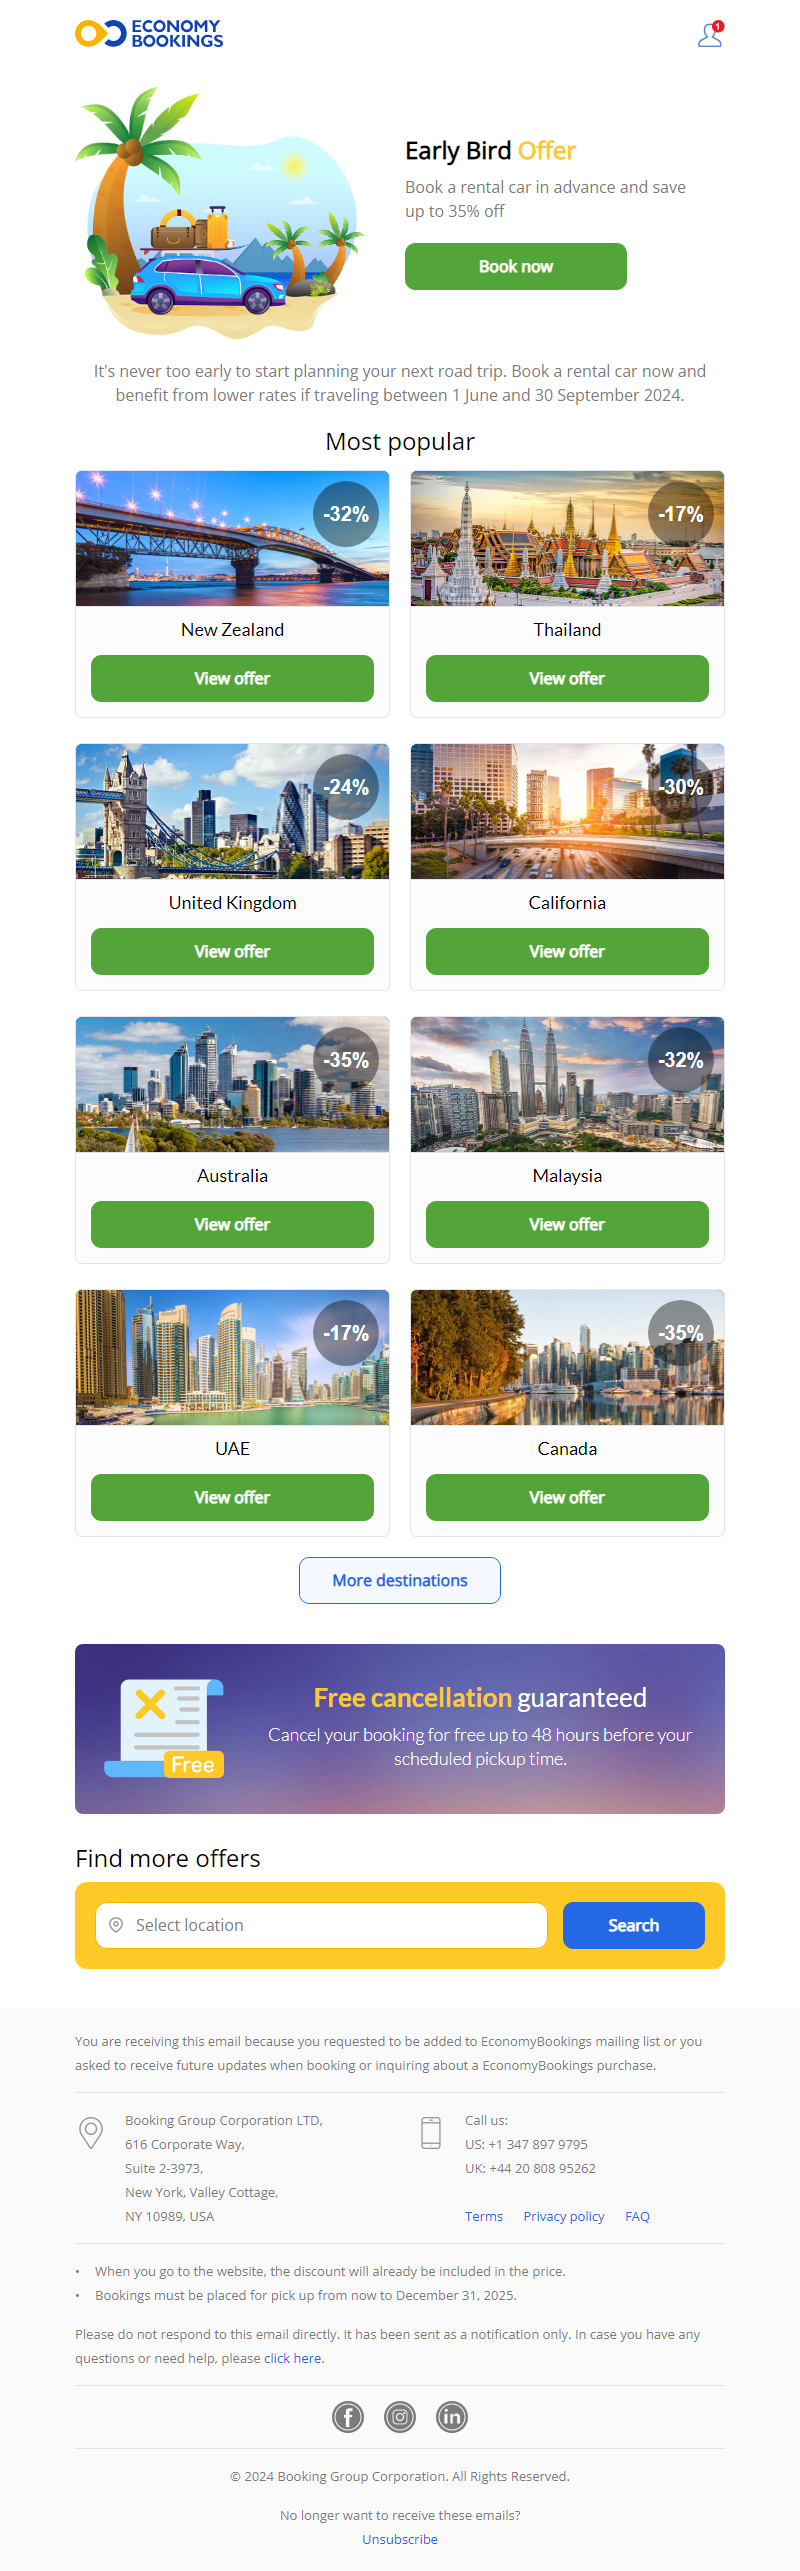 ECONOMY
BOOKINGS
1
Early Bird Offer
Book a rental car in advance and save
up to 35% off
Book now
It's never too early to start planning your next road trip. Book a rental car now and
benefit from lower rates if traveling between 1 June and 30 September 2024.
Most popular
-32%
-17%
New Zealand
Thailand
View offer
View offer
-24%
-30%
United Kingdom
California
View offer
View offer
-35%
-32%
Australia
Malaysia
View offer
View offer
-17%
-35%
UAE
Canada
View offer
View offer
More destinations
Free cancellation guaranteed
Cancel your booking for free up to 48 hours before your
scheduled pickup time.
Free
Find more offers
Select location
Search
You are receiving this email because you requested to be added to EconomyBookings mailing list or you
asked to receive future updates when booking or inquiring about a EconomyBookings purchase.
Booking Group Corporation LTD,
616 Corporate Way,
Suite 2-3973,
New York, Valley Cottage,
NY 10989, USA
Call us:
US: +1 347 897 9795
UK: +44 20 808 95262
Terms Privacy policy FAQ
• When you go to the website, the discount will already be included in the price.
• Bookings must be placed for pick up from now to December 31, 2025.
Please do not respond to this email directly. It has been sent as a notification only. In case you have any
questions or need help, please click here.
© 2024 Booking Group Corporation. All Rights Reserved.
No longer want to receive these emails?
Unsubscribe